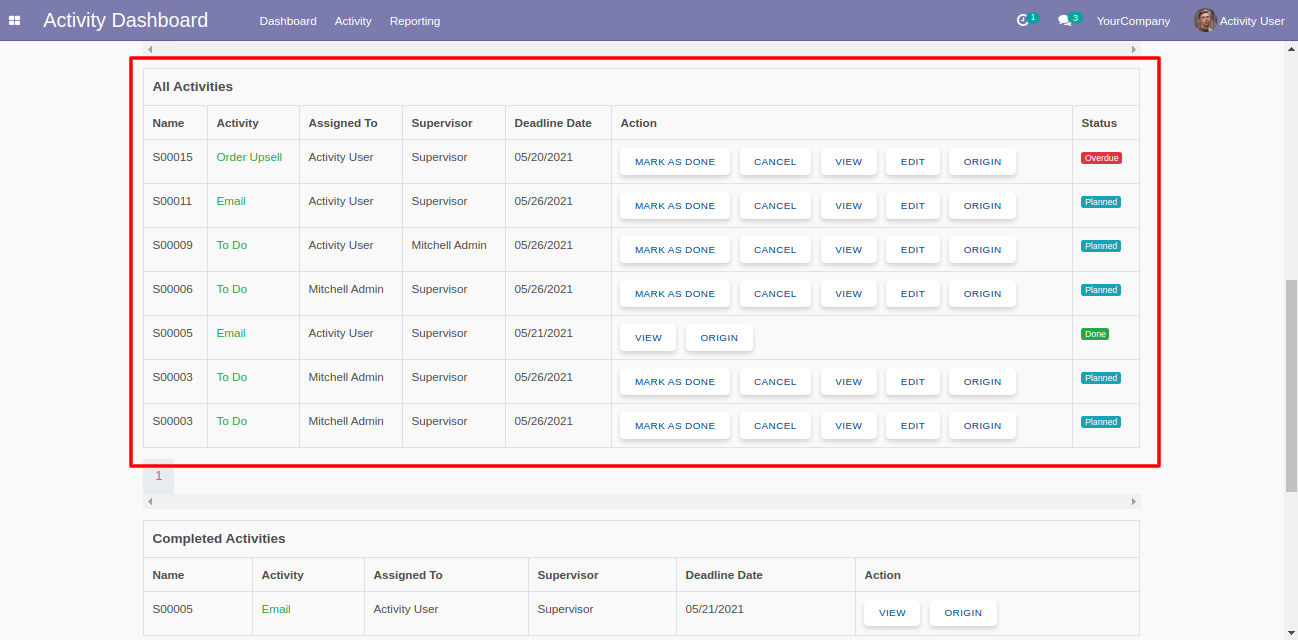 Activity Dashboard Dashboard Activity Reporting 1 3 YourCompany Activity User
All Activities
Name Activity Assigned To Supervisor Deadline Date Action Status
S00015 Order Upsell Activity User Supervisor 05/20/2021 MARK AS DONE CANCEL VIEW EDIT ORIGIN Overdue
S00011 Email Activity User Supervisor 05/26/2021 MARK AS DONE CANCEL VIEW EDIT ORIGIN Planned
S00009 To Do Activity User Mitchell Admin 05/26/2021 MARK AS DONE CANCEL VIEW EDIT ORIGIN Planned
S00006 To Do Mitchell Admin Supervisor 05/26/2021 MARK AS DONE CANCEL VIEW EDIT ORIGIN Planned
S00005 Email Activity User Supervisor 05/21/2021 VIEW ORIGIN Done
S00003 To Do Mitchell Admin Supervisor 05/26/2021 MARK AS DONE CANCEL VIEW EDIT ORIGIN Planned
S00003 To Do Mitchell Admin Supervisor 05/26/2021 MARK AS DONE CANCEL VIEW EDIT ORIGIN Planned
1
Completed Activities
Name Activity Assigned To Supervisor Deadline Date Action
S00005 Email Activity User Supervisor 05/21/2021 VIEW ORIGIN